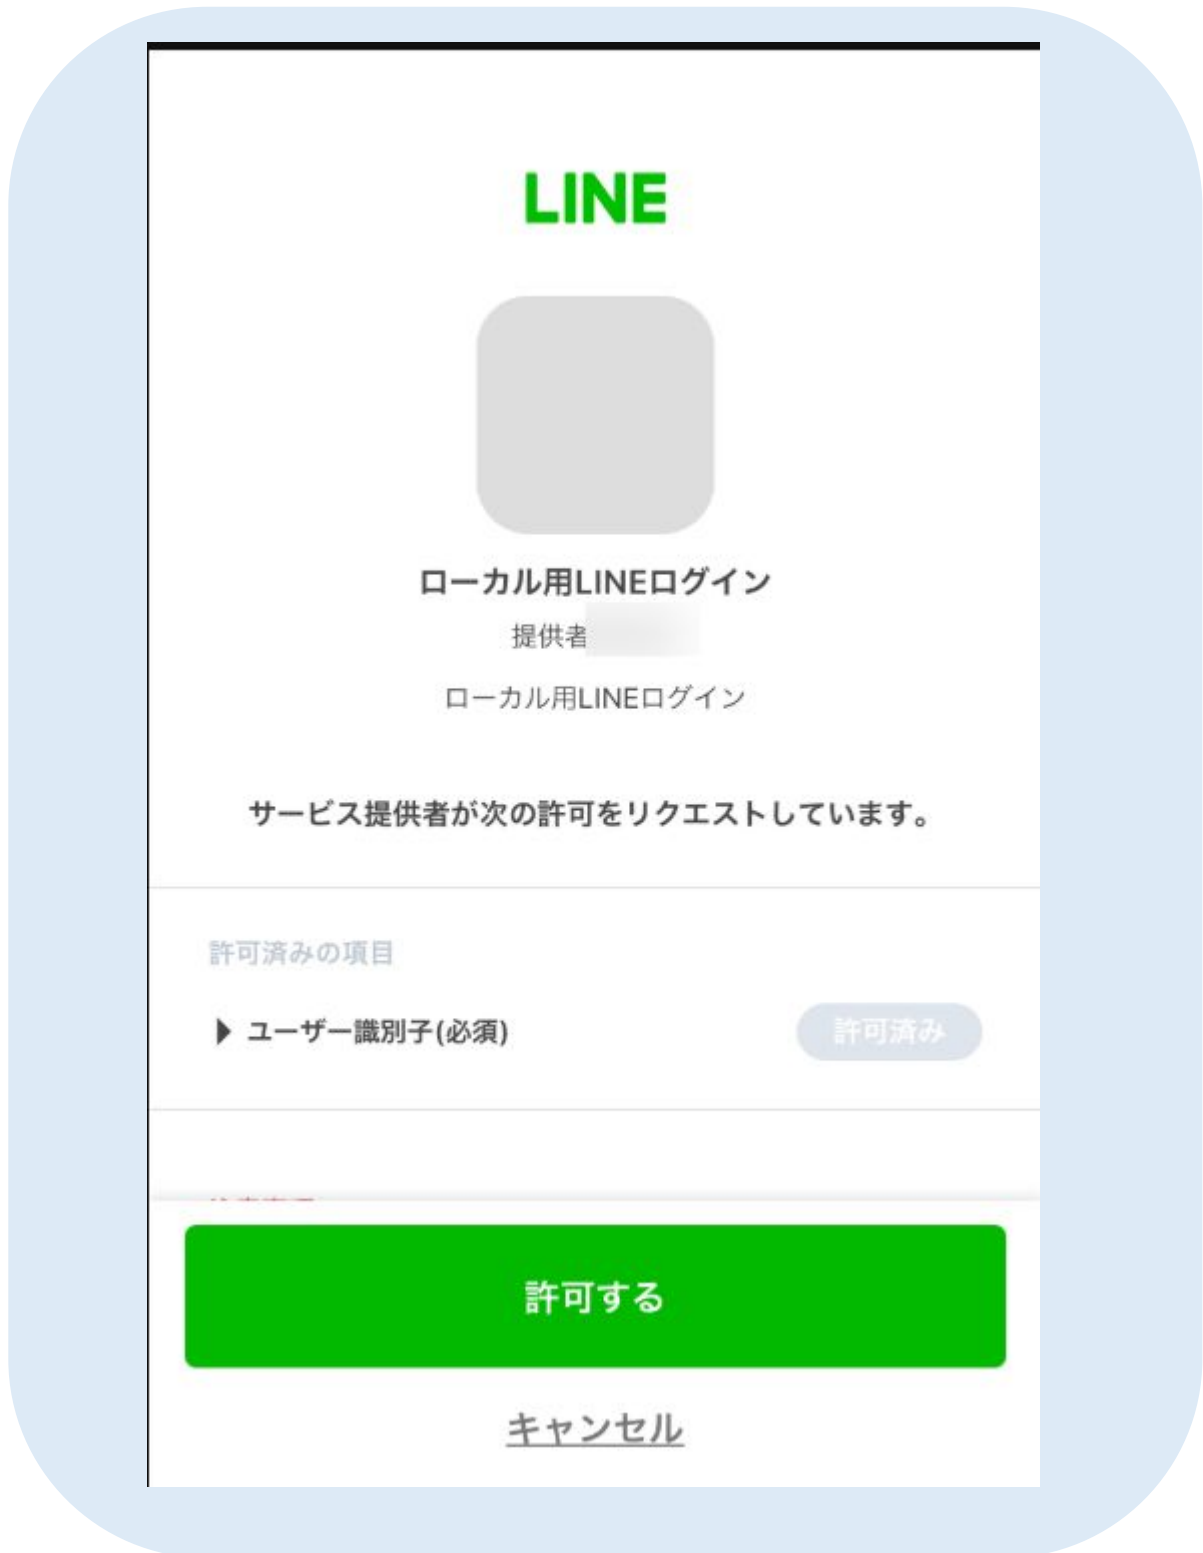 LINE
ローカル用LINEログイン
提供者
ローカル用LINEログイン
サービス提供者が次の許可をリクエストしています。
許可済みの項目
ユーザー識別子(必須)
許可済み
許可する
キャンセル